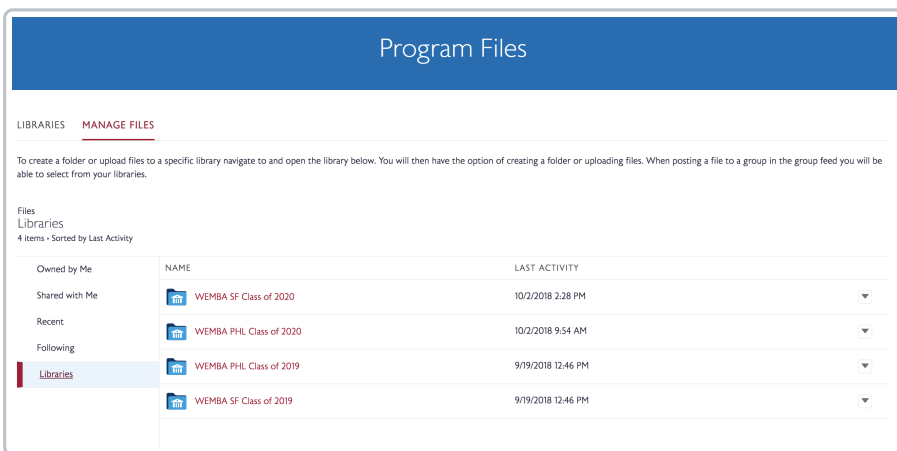 Program Files
LIBRARIES MANAGE FILES
To create a folder or upload files to a specific library navigate to and open the library below. You will then have the option of creating a folder or uploading files. When posting a file to a group in the group feed you will be
able to select from your libraries.
Files
Libraries
4 items • Sorted by Last Activity
Owned by Me
Shared with Me
Recent
Following
Libraries
NAME LAST ACTIVITY
WEMBA SF Class of 2020 10/2/2018 2:28 PM
WEMBA PHL Class of 2020 10/2/2018 9:54 AM
WEMBA PHL Class of 2019 9/19/2018 12:46 PM
WEMBA SF Class of 2019 9/19/2018 12:46 PM